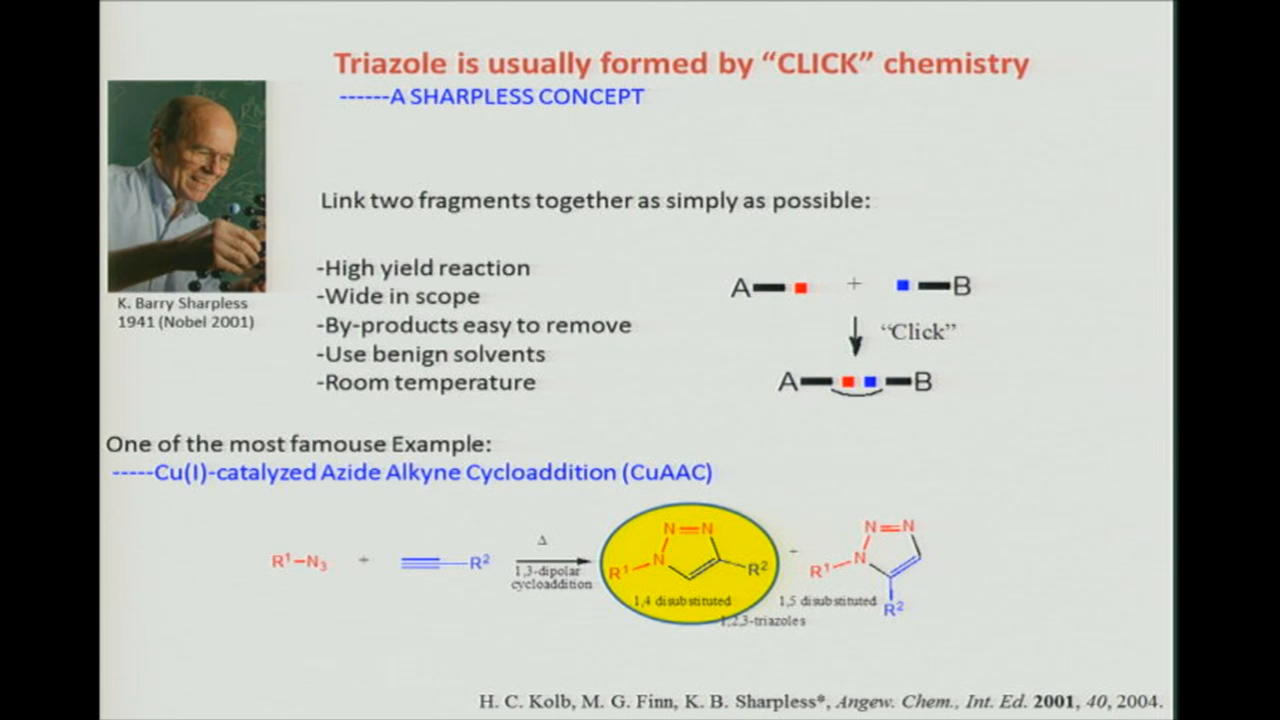 Triazole is usually formed by “CLICK” chemistry
------A SHARPLESS CONCEPT
Link two fragments together as simply as possible:
-High yield reaction
-Wide in scope
-By-products easy to remove
-Use benign solvents
-Room temperature
K. Barry Sharpless
1941 (Nobel 2001)
A + B
“Click”
A B
One of the most famouse Example:
-----Cu(I)-catalyzed Azide Alkyne Cycloaddition (CuAAC)
R¹–N₃ + R²
Δ
1,3-dipolar
cycloaddition
N=N
N
R¹
R²
1,4 disubstituted
+
N=N
N
R¹
R²
1,5 disubstituted
1,2,3-triazoles
H. C. Kolb, M. G. Finn, K. B. Sharpless*, Angew. Chem., Int. Ed. 2001, 40, 2004.